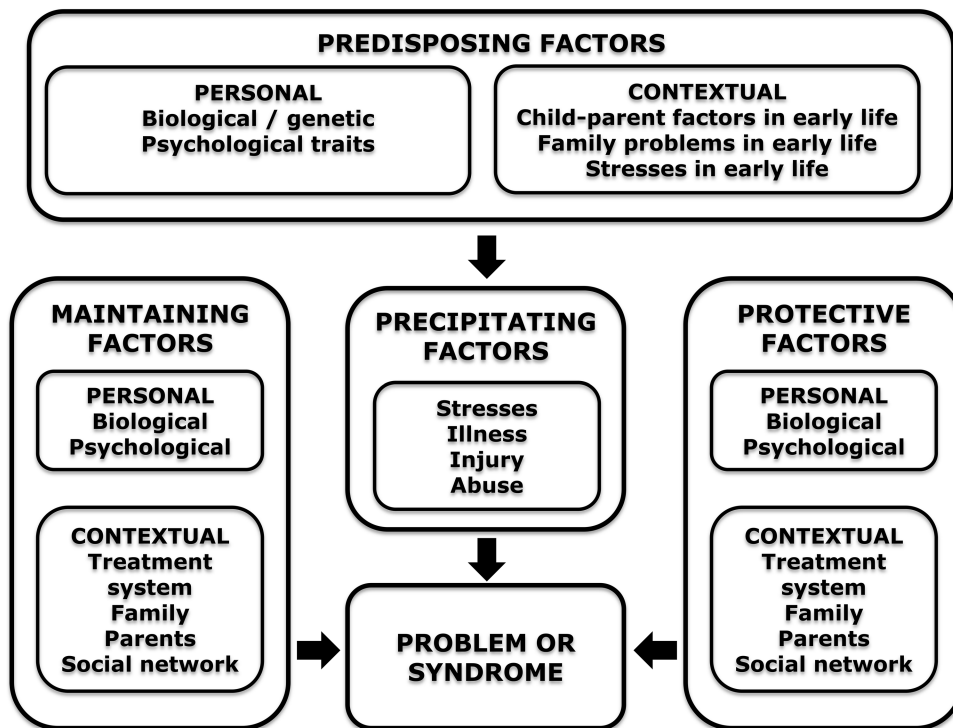 PREDISPOSING FACTORS
PERSONAL
Biological / genetic
Psychological traits
CONTEXTUAL
Child-parent factors in early life
Family problems in early life
Stresses in early life
MAINTAINING
FACTORS
PERSONAL
Biological
Psychological
CONTEXTUAL
Treatment
system
Family
Parents
Social network
PRECIPITATING
FACTORS
Stresses
Illness
Injury
Abuse
PROBLEM OR
SYNDROME
PROTECTIVE
FACTORS
PERSONAL
Biological
Psychological
CONTEXTUAL
Treatment
system
Family
Parents
Social network